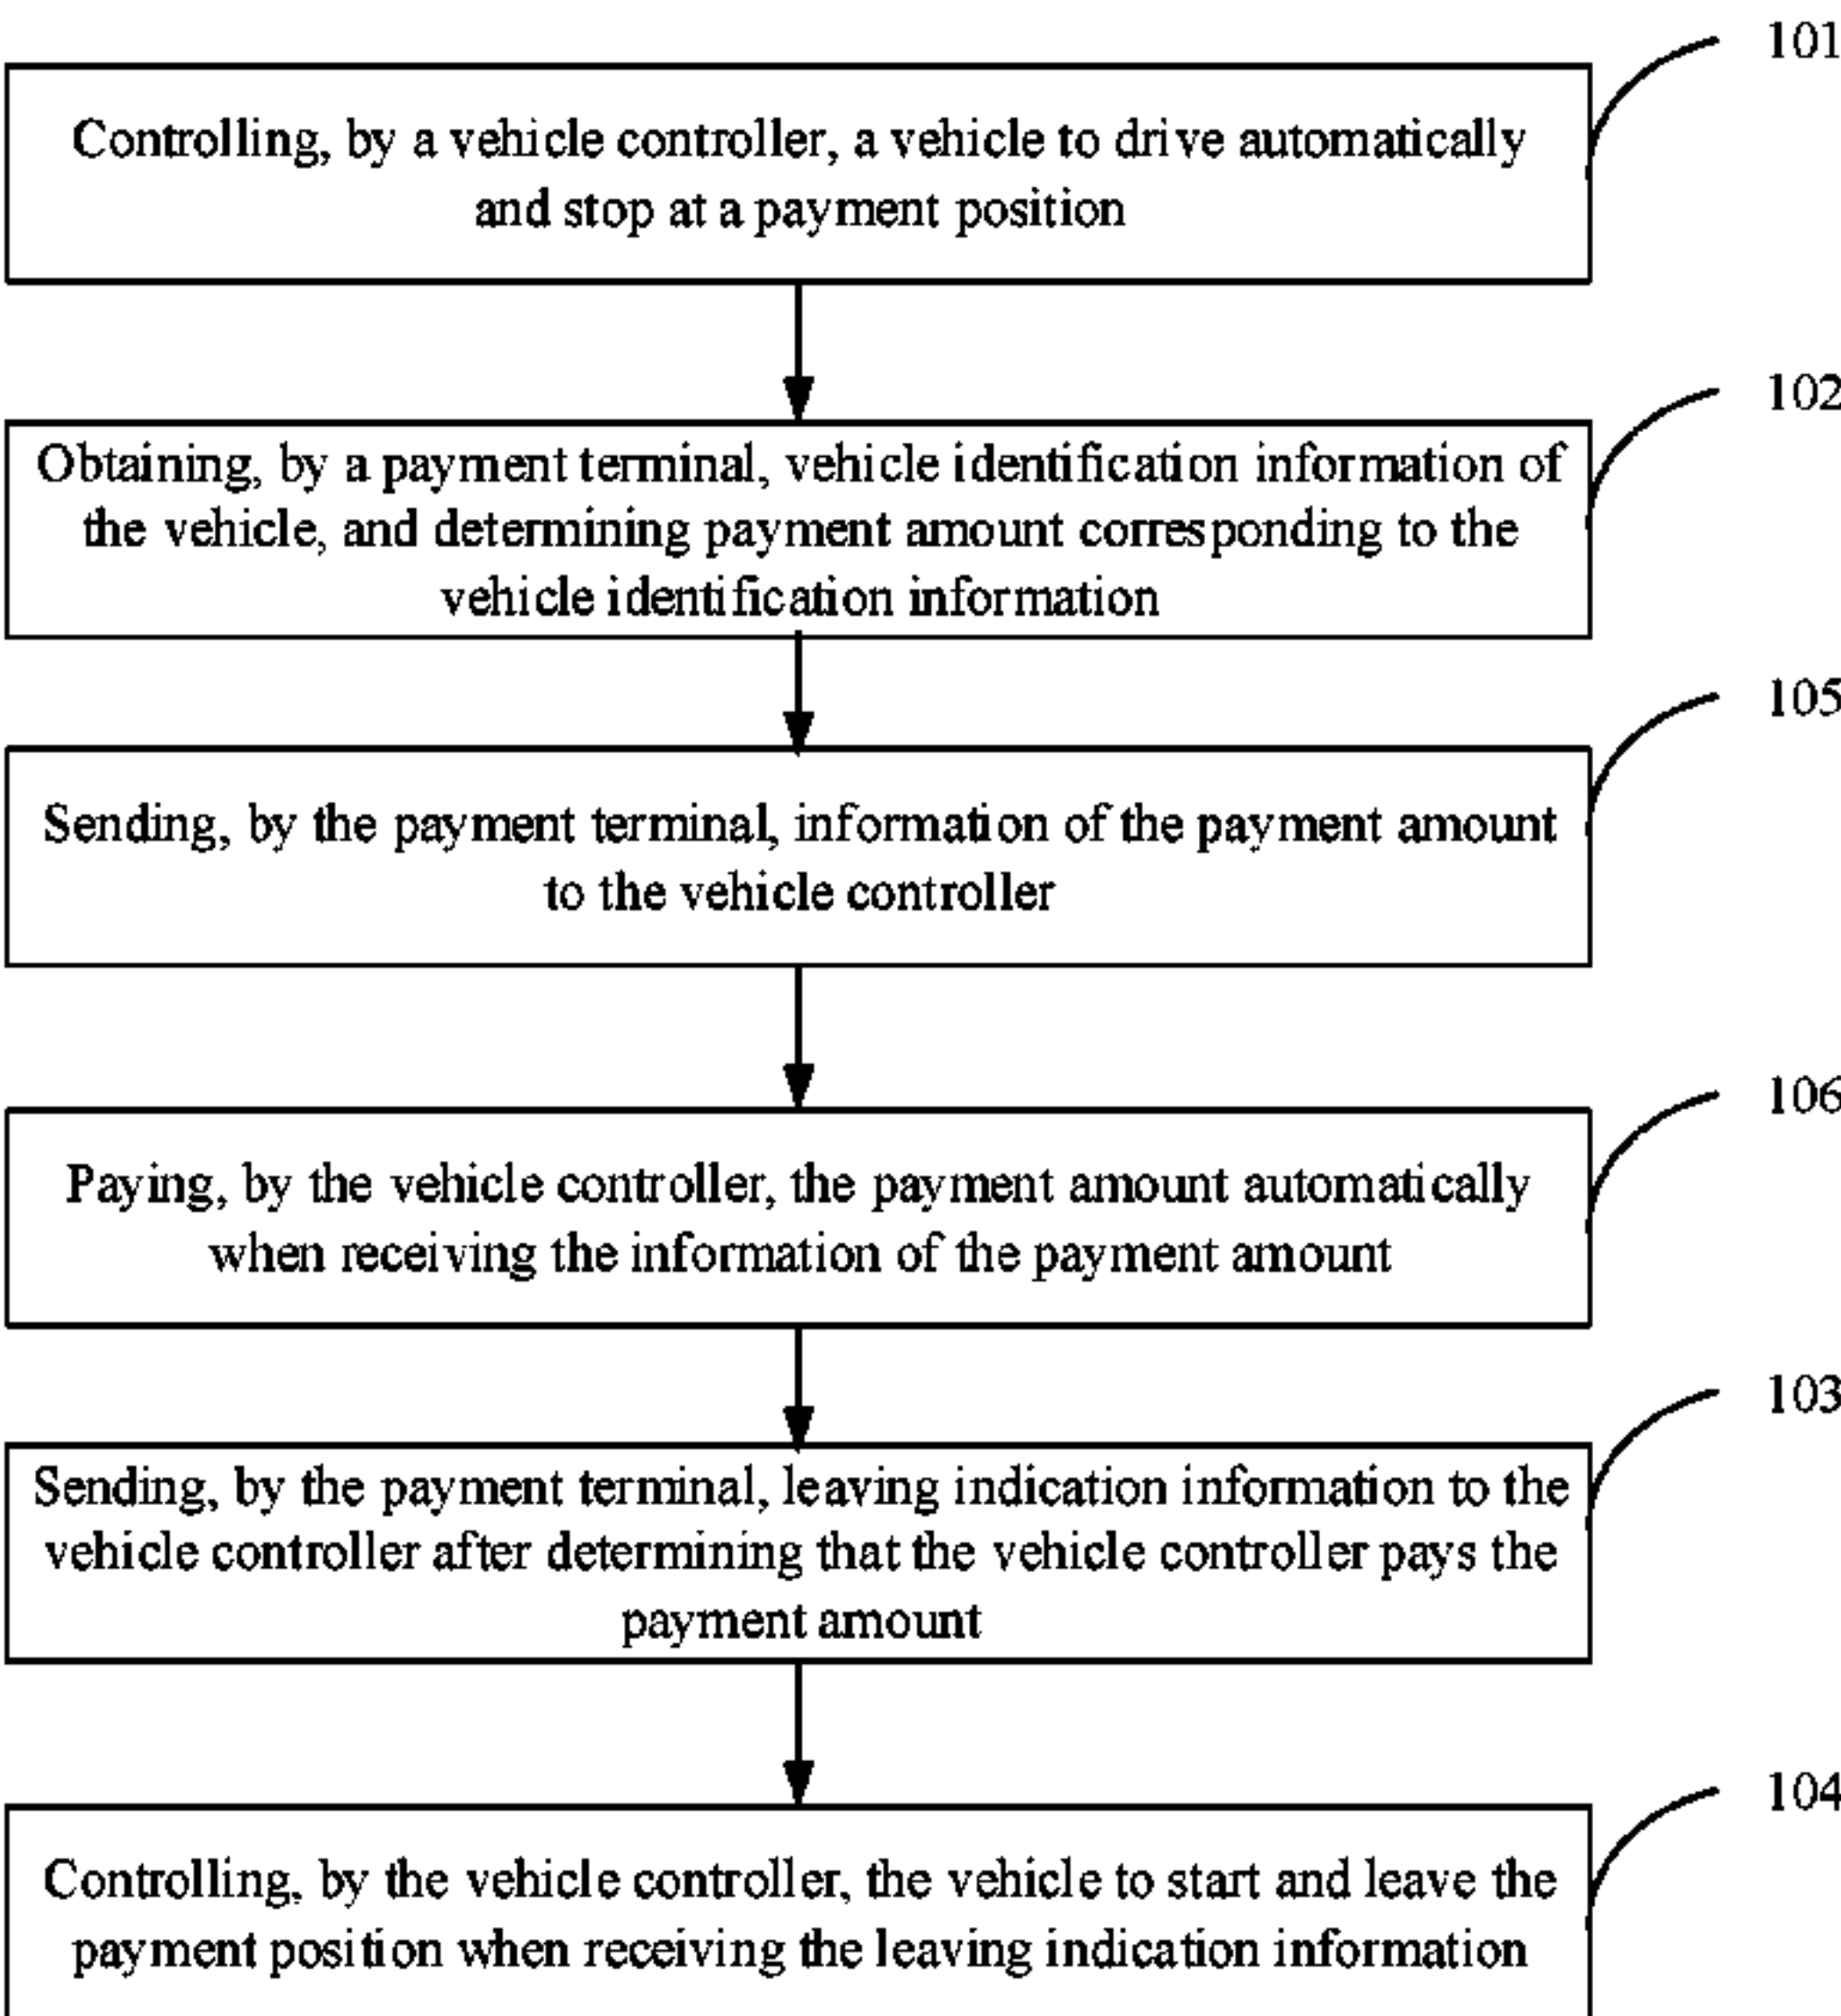 101
Controlling, by a vehicle controller, a vehicle to drive automatically
and stop at a payment position
102
Obtaining, by a payment terminal, vehicle identification information of
the vehicle, and determining payment amount corresponding to the
vehicle identification information
105
Sending, by the payment terminal, information of the payment amount
to the vehicle controller
106
Paying, by the vehicle controller, the payment amount automatically
when receiving the information of the payment amount
103
Sending, by the payment terminal, leaving indication information to the
vehicle controller after determining that the vehicle controller pays the
payment amount
104
Controlling, by the vehicle controller, the vehicle to start and leave the
payment position when receiving the leaving indication information